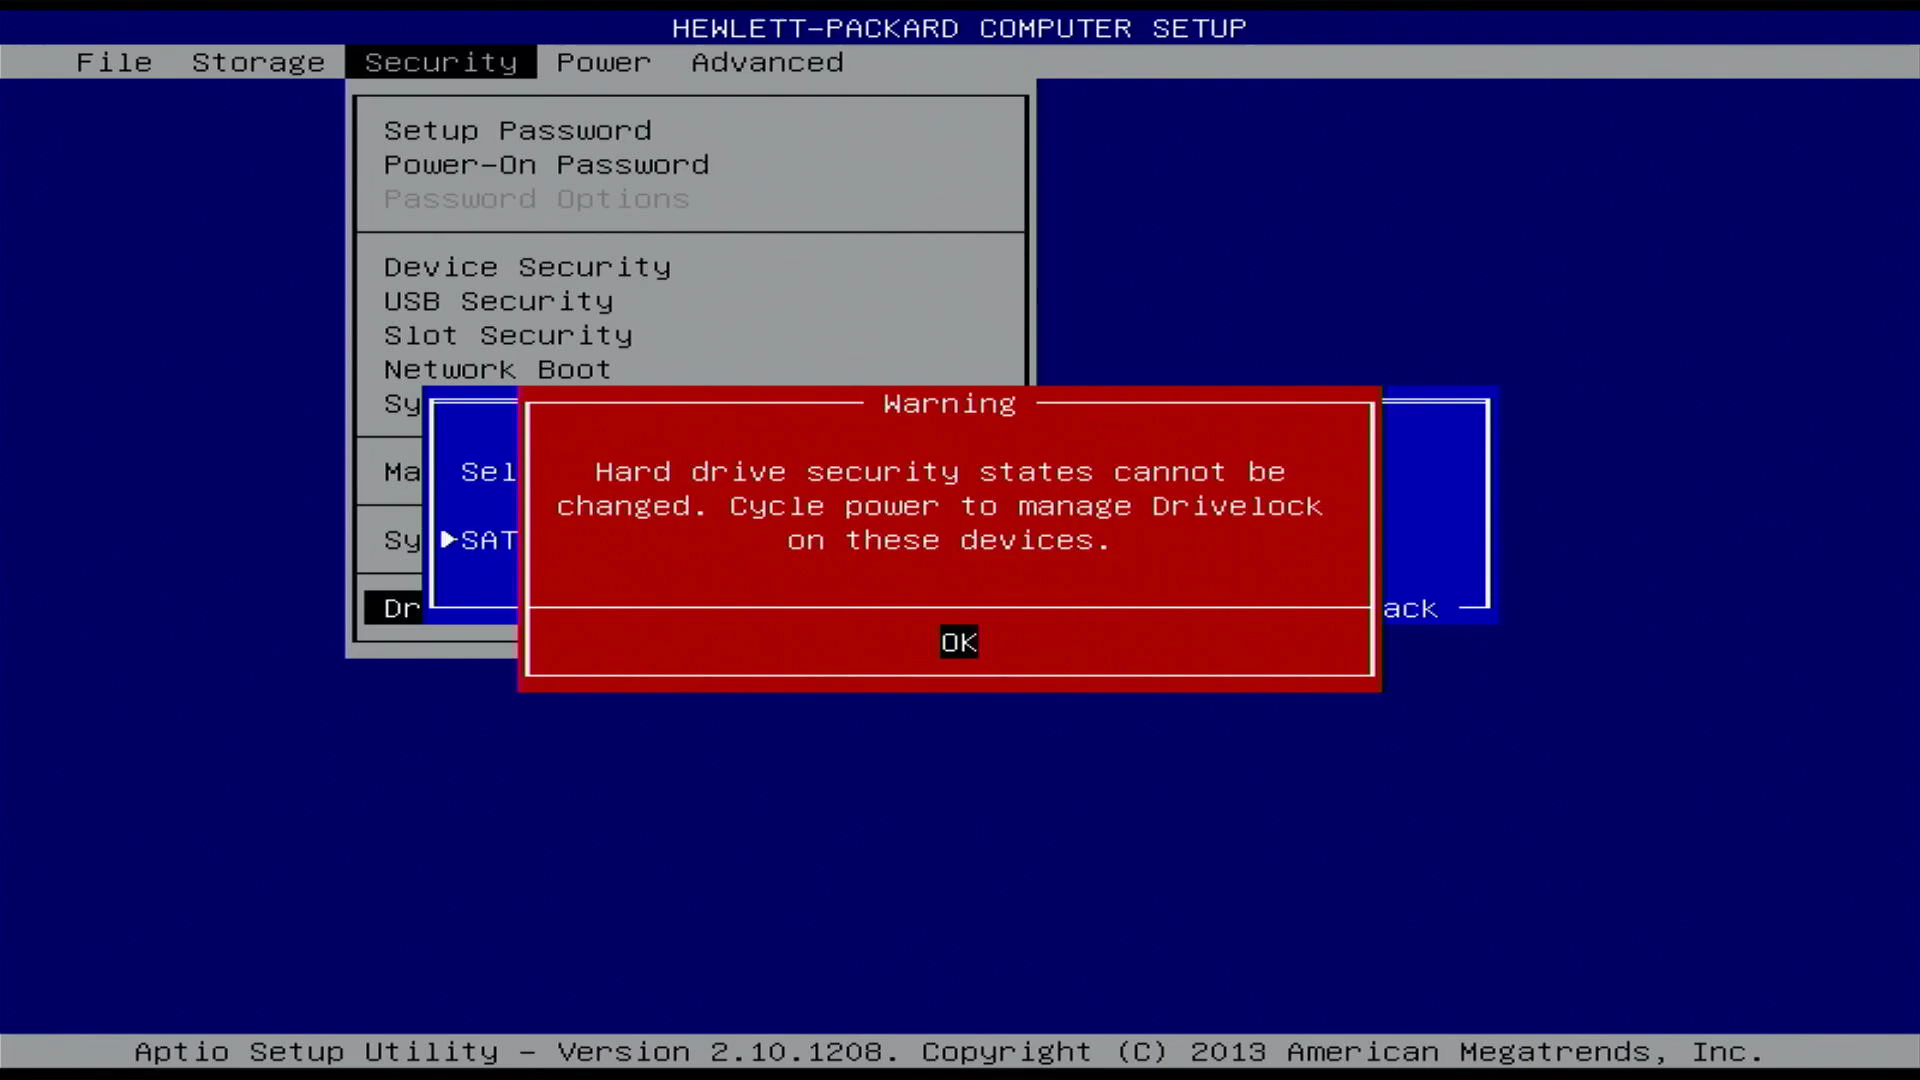 HEWLETT-PACKARD COMPUTER SETUP
File Storage Security Power Advanced
Setup Password
Power-On Password
Password Options
Device Security
USB Security
Slot Security
Network Boot
Sy
Warning
Ma Sel Hard drive security states cannot be
changed. Cycle power to manage Drivelock
Sy ▶SAT on these devices.
Dr ack
OK
Aptio Setup Utility - Version 2.10.1208. Copyright (C) 2013 American Megatrends, Inc.